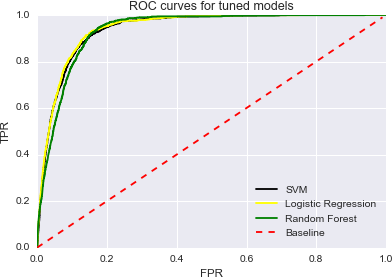 ROC curves for tuned models
1.0
0.8
0.6
0.4
0.2
0.0
TPR
0.0 0.2 0.4 0.6 0.8 1.0
FPR
SVM
Logistic Regression
Random Forest
Baseline